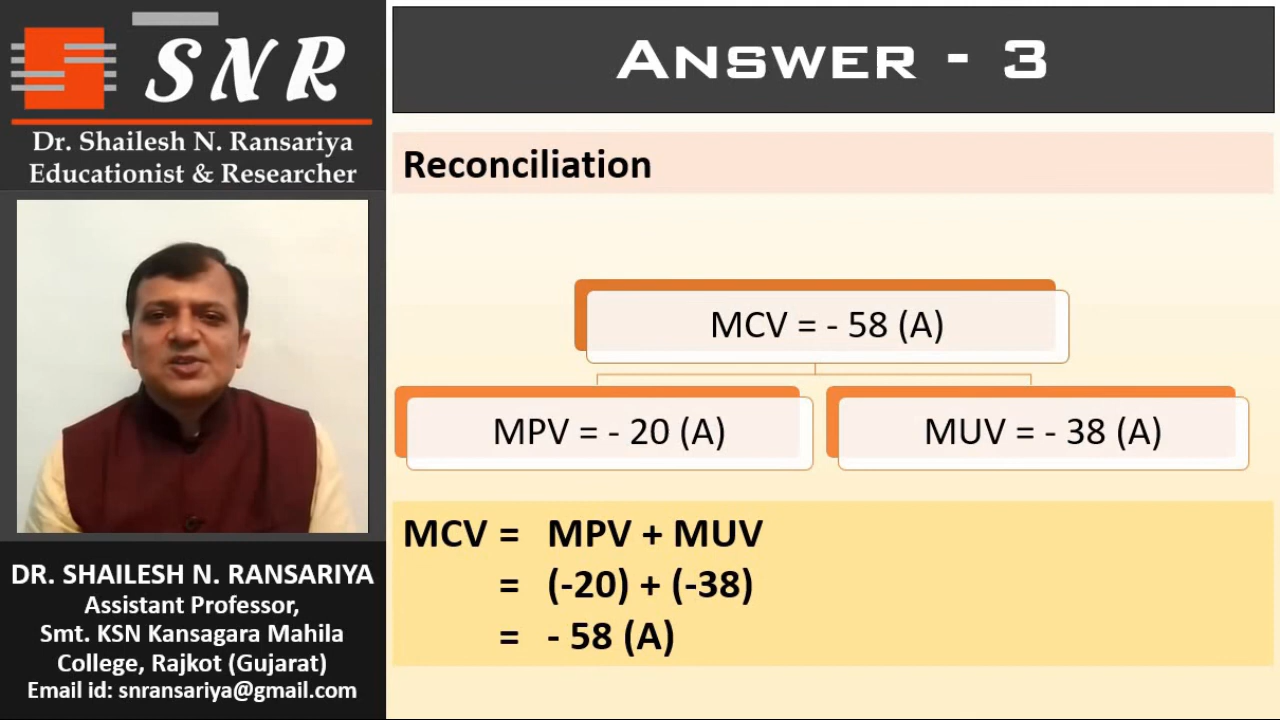 SNR
Dr. Shailesh N. Ransariya
Educationist & Researcher
DR. SHAILESH N. RANSARIYA
Assistant Professor,
Smt. KSN Kansagara Mahila
College, Rajkot (Gujarat)
Email id: snransariya@gmail.com
ANSWER - 3
Reconciliation
MCV = - 58 (A)
MPV = - 20 (A)
MUV = - 38 (A)
MCV = MPV + MUV
= (-20) + (-38)
= - 58 (A)